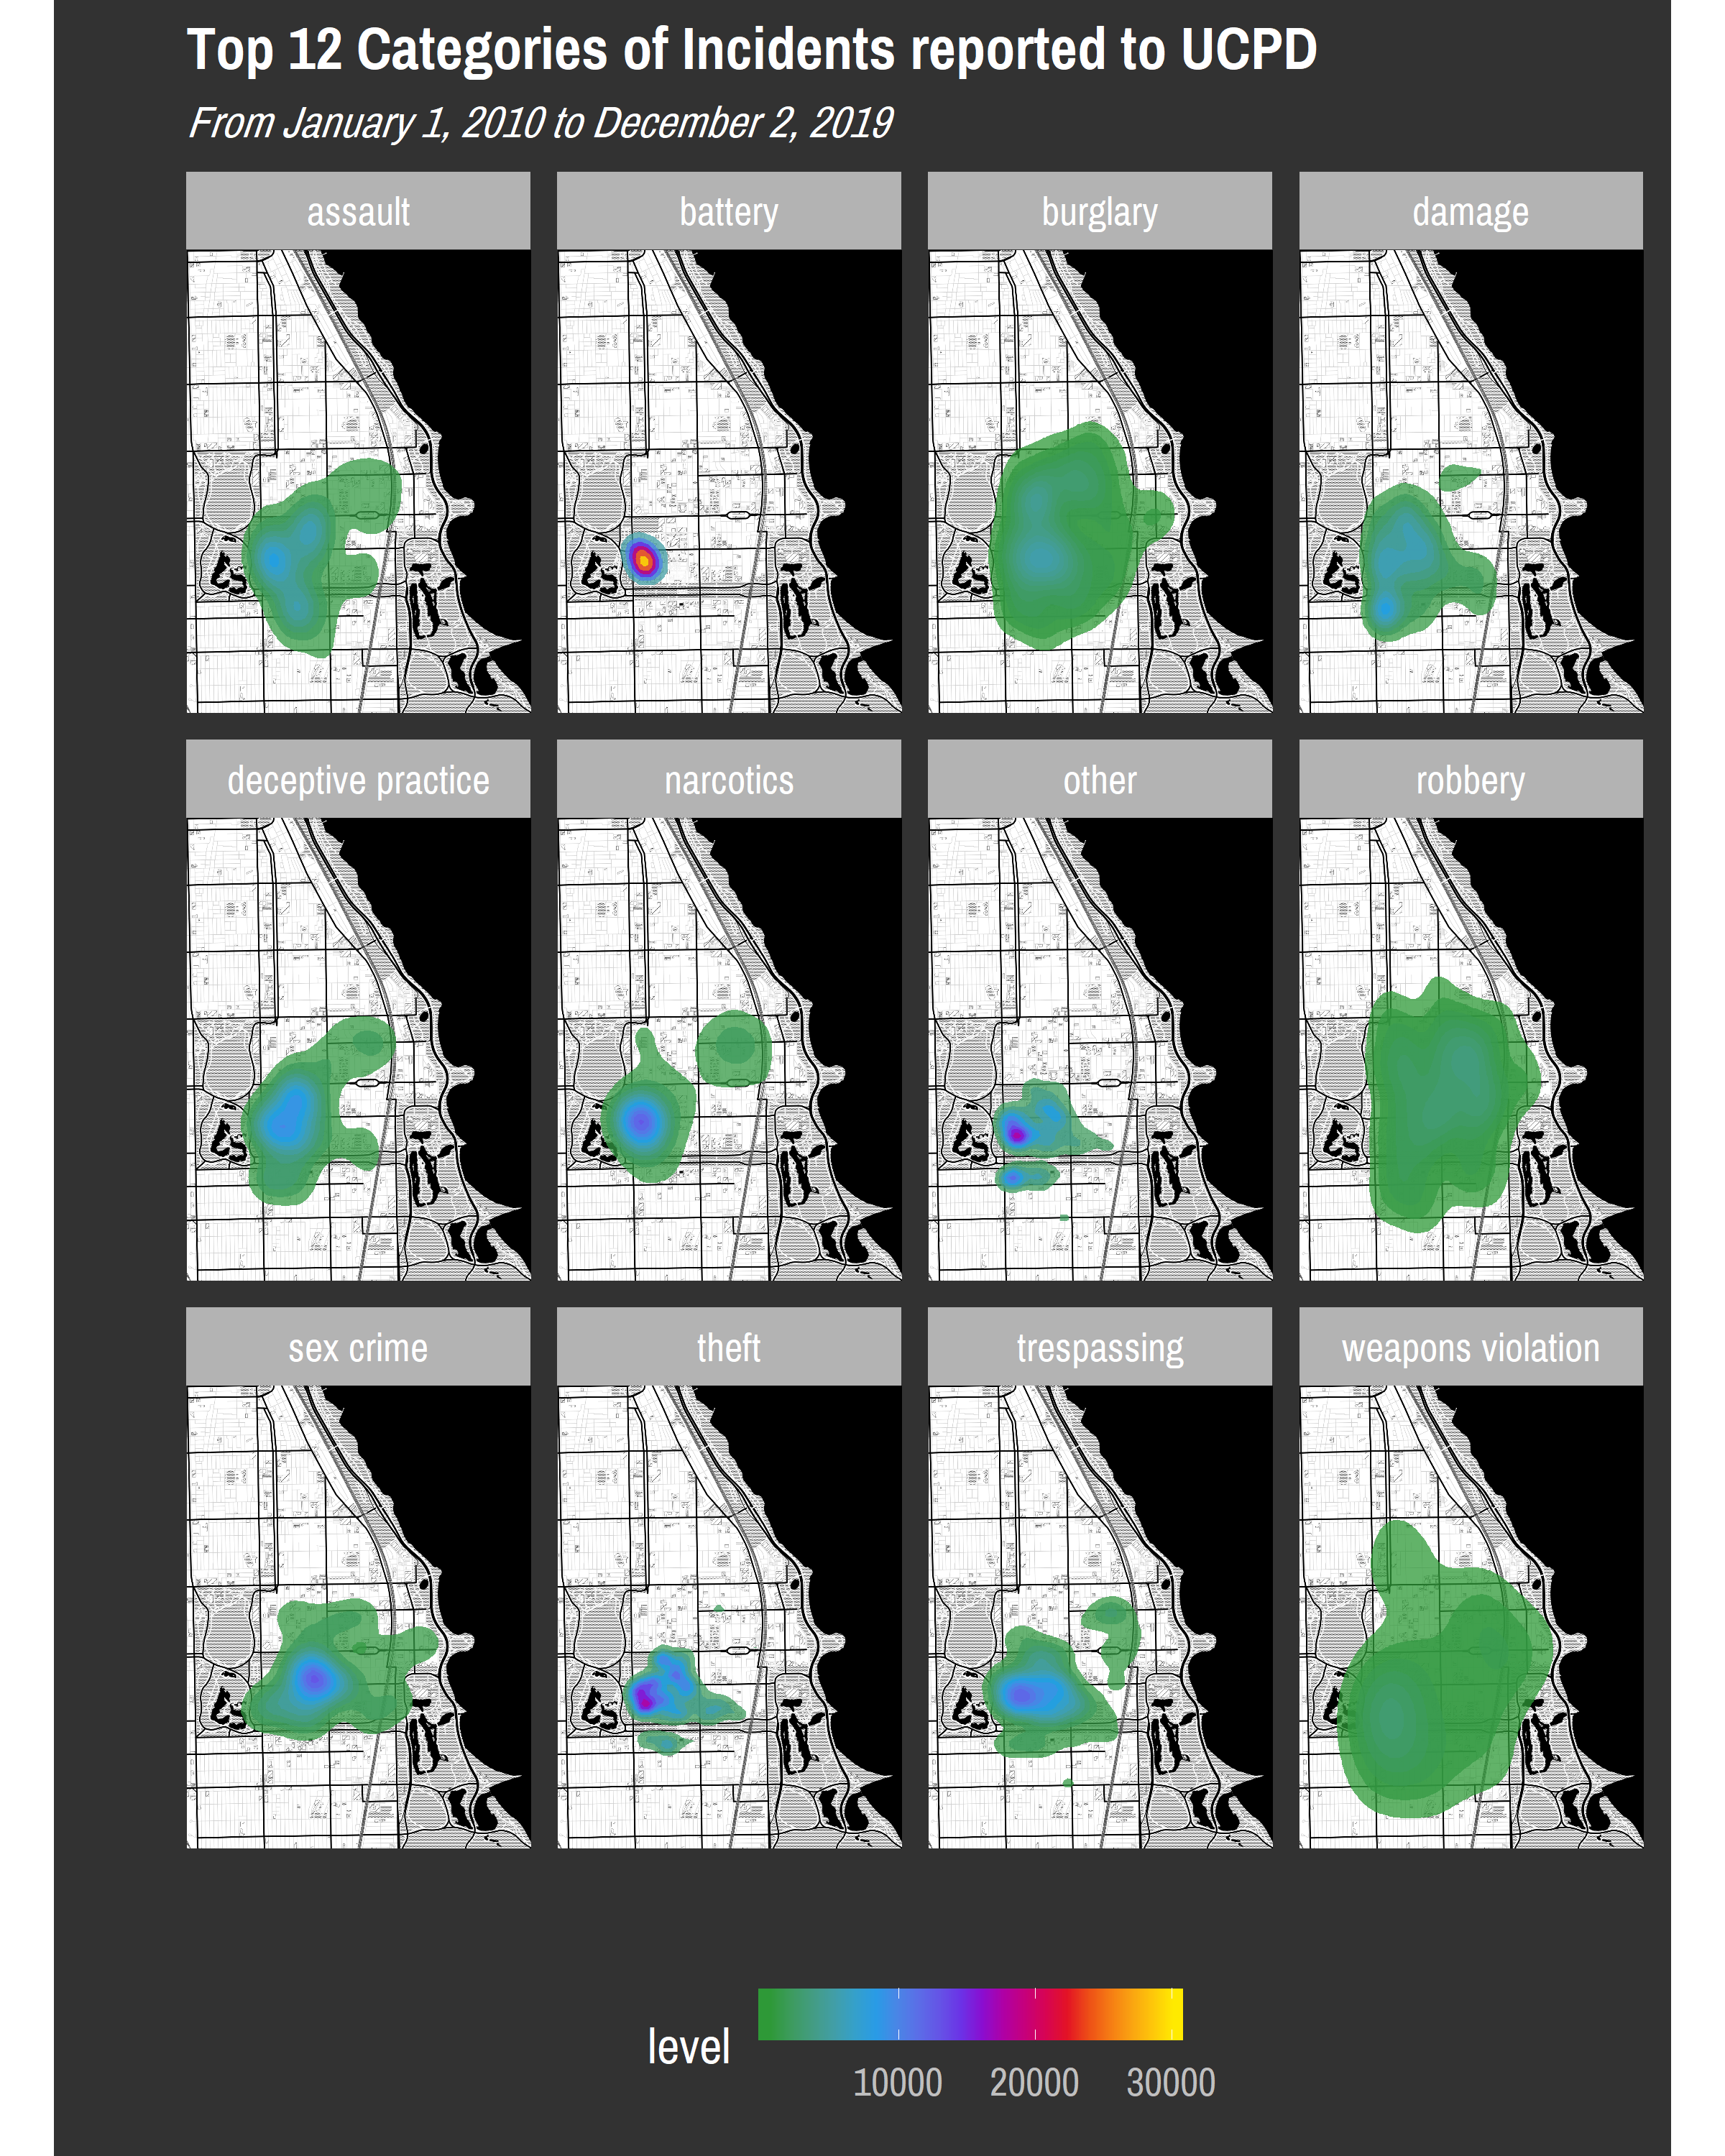 Top 12 Categories of Incidents reported to UCPD
From January 1, 2010 to December 2, 2019
assault battery burglary damage
deceptive practice narcotics other robbery
sex crime theft trespassing weapons violation
level
10000 20000 30000